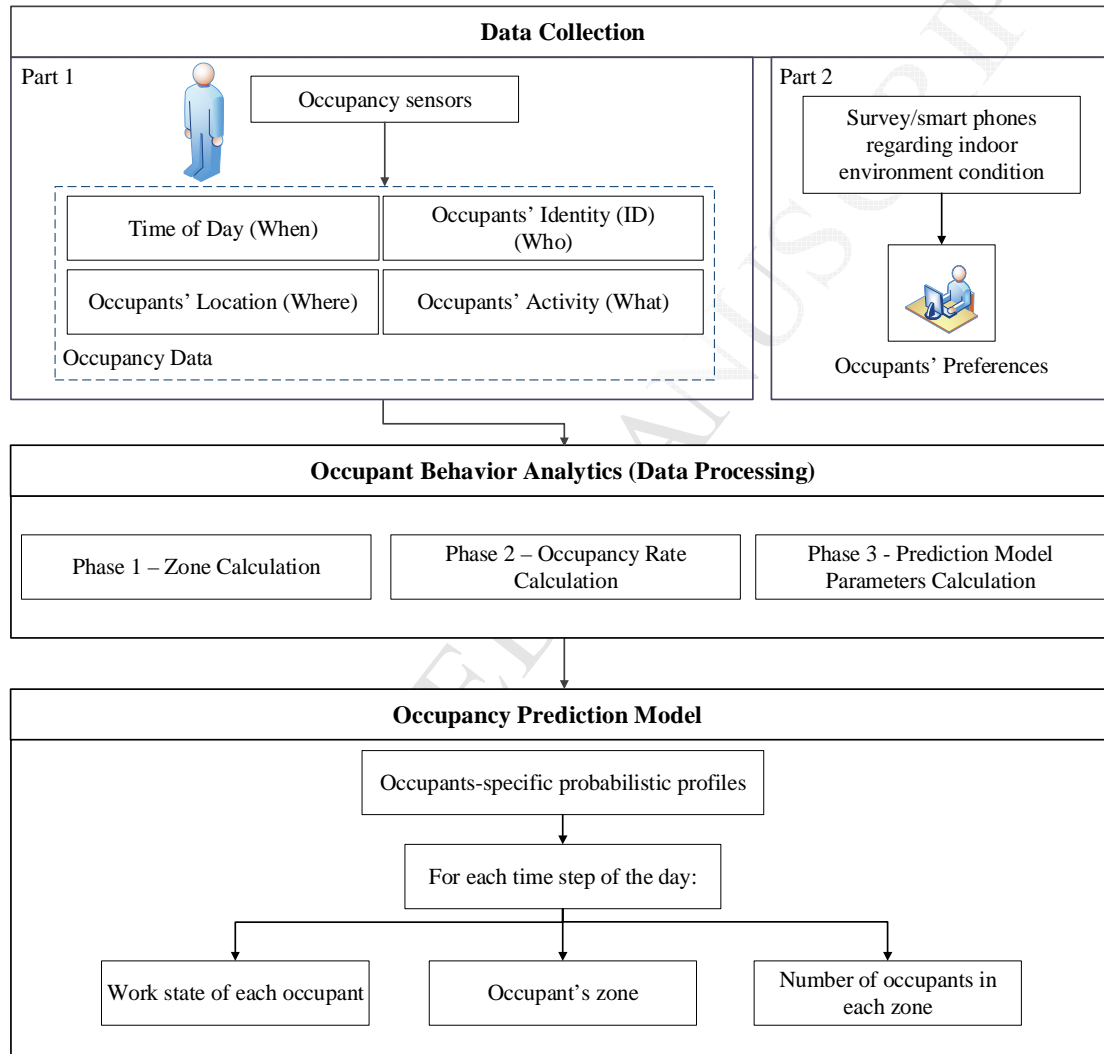 Data Collection
Part 1
Occupancy sensors
Time of Day (When)
Occupants’ Identity (ID)
(Who)
Occupants’ Location (Where)
Occupants’ Activity (What)
Occupancy Data
Part 2
Survey/smart phones
regarding indoor
environment condition
Occupants’ Preferences
Occupant Behavior Analytics (Data Processing)
Phase 1 – Zone Calculation
Phase 2 – Occupancy Rate
Calculation
Phase 3 - Prediction Model
Parameters Calculation
Occupancy Prediction Model
Occupants-specific probabilistic profiles
For each time step of the day:
Work state of each occupant
Occupant’s zone
Number of occupants in
each zone